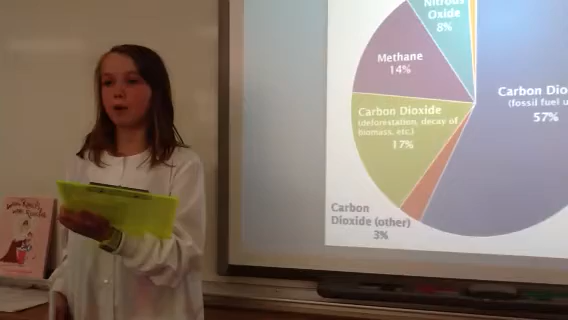 Nitrous
Oxide
8%
Methane
14%
Carbon Dio
(fossil fuel u
57%
Carbon Dioxide
(deforestation, decay of
biomass, etc.)
17%
Carbon
Dioxide (other)
3%